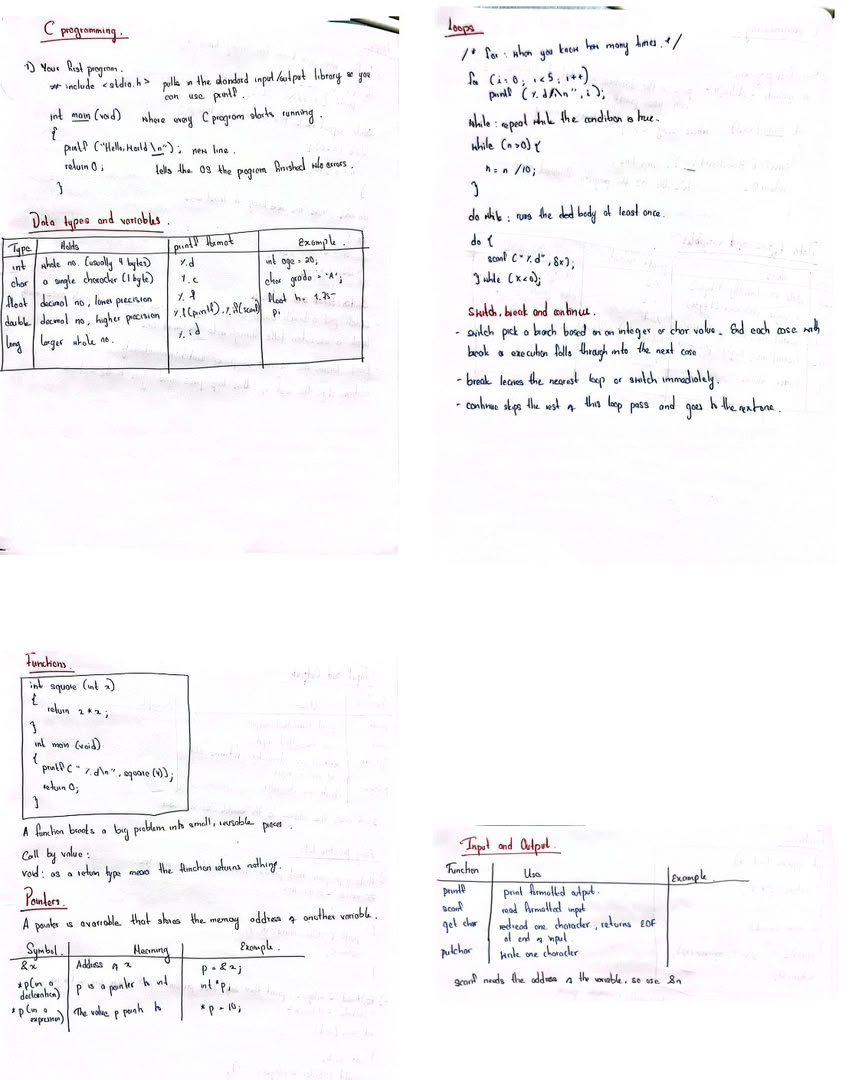 C programming.
1) Your first program.
include <stdio.h> pulls in the standard input/output library so you
can use printf.
int main (void) where every C program starts running.
{
printf ("Hello, World \n"); new line.
return 0; tells the OS the pogram finished w/o errors.
}
Data types and variables.
Type Holds printf format Example.
int whole no. (usually 4 bytes) %d int age = 20;
char a single character (1 byte) %c char grade = 'A';
float decimal no, lower precision %f float h = 1.75
double decimal no, higher precision %f (printf), %lf (scanf) pi
long larger whole no. %ld
Loops
/* for : when you know how many times. */
for (i=0; i<5; i++)
printf ("%d\n", i);
while : repeat while the condition is true.
while (n>0) {
n = n /10;
}
do while : runs the body at least once.
do {
scanf ("%d", &x);
} while (x<0);
Switch, break and continue.
- switch pick a branch based on an integer or char value. End each case with
break or execution falls through into the next case
- break leaves the nearest loop or switch immediately.
- continue skips the rest of this loop pass and goes to the next one.
Functions.
int square (int x)
{
return x * x;
}
int main (void)
{
printf (" %d\n", square (4));
return 0;
}
A function breaks a big problem into small, reusable pieces.
Call by value :
void : as a return type means the function returns nothing.
Pointers.
A pointer is a variable that stores the memory address of another variable.
Symbol. Meaning Example.
&x Address of x p = &x;
*p (in a declaration) p is a pointer to int int *p;
*p (in a expression) The value p points to *p = 10;
Input and Output.
Function Use Example.
printf print formatted output.
scanf read formatted input
get char read one character, returns EOF
at end of input
putchar write one character
scanf needs the address of the variable, so use &n